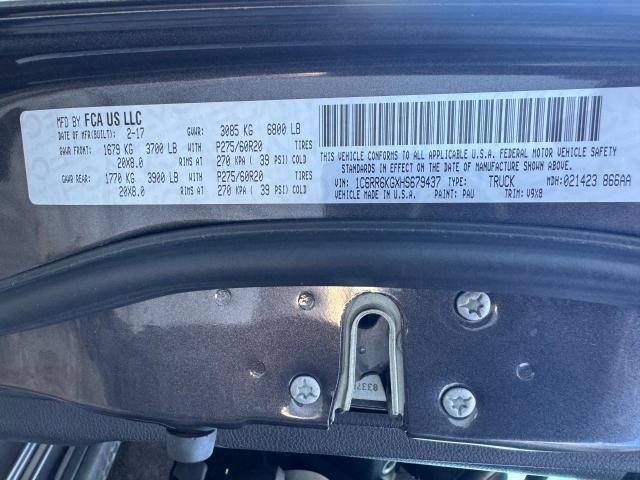 MFD BY FCA US LLC
DATE OF MFR(BUILT): 2-17 GVWR: 3085 KG 6800 LB
GAWR FRONT: 1679 KG 3700 LB WITH P275/60R20 TIRES
20X8.0 RIMS AT 270 KPA ( 39 PSI) COLD
GAWR REAR: 1770 KG 3900 LB WITH P275/60R20 TIRES
20X8.0 RIMS AT 270 KPA ( 39 PSI) COLD
THIS VEHICLE CONFORMS TO ALL APPLICABLE U.S.A. FEDERAL MOTOR VEHICLE SAFETY
STANDARDS IN EFFECT ON THE DATE OF MANUFACTURE SHOWN ABOVE.
VIN: 1C6RR6KGXHS679437 TYPE: TRUCK MDH: 021423 866AA
VEHICLE MADE IN U.S.A. PAINT: PAU TRIM: V9X8